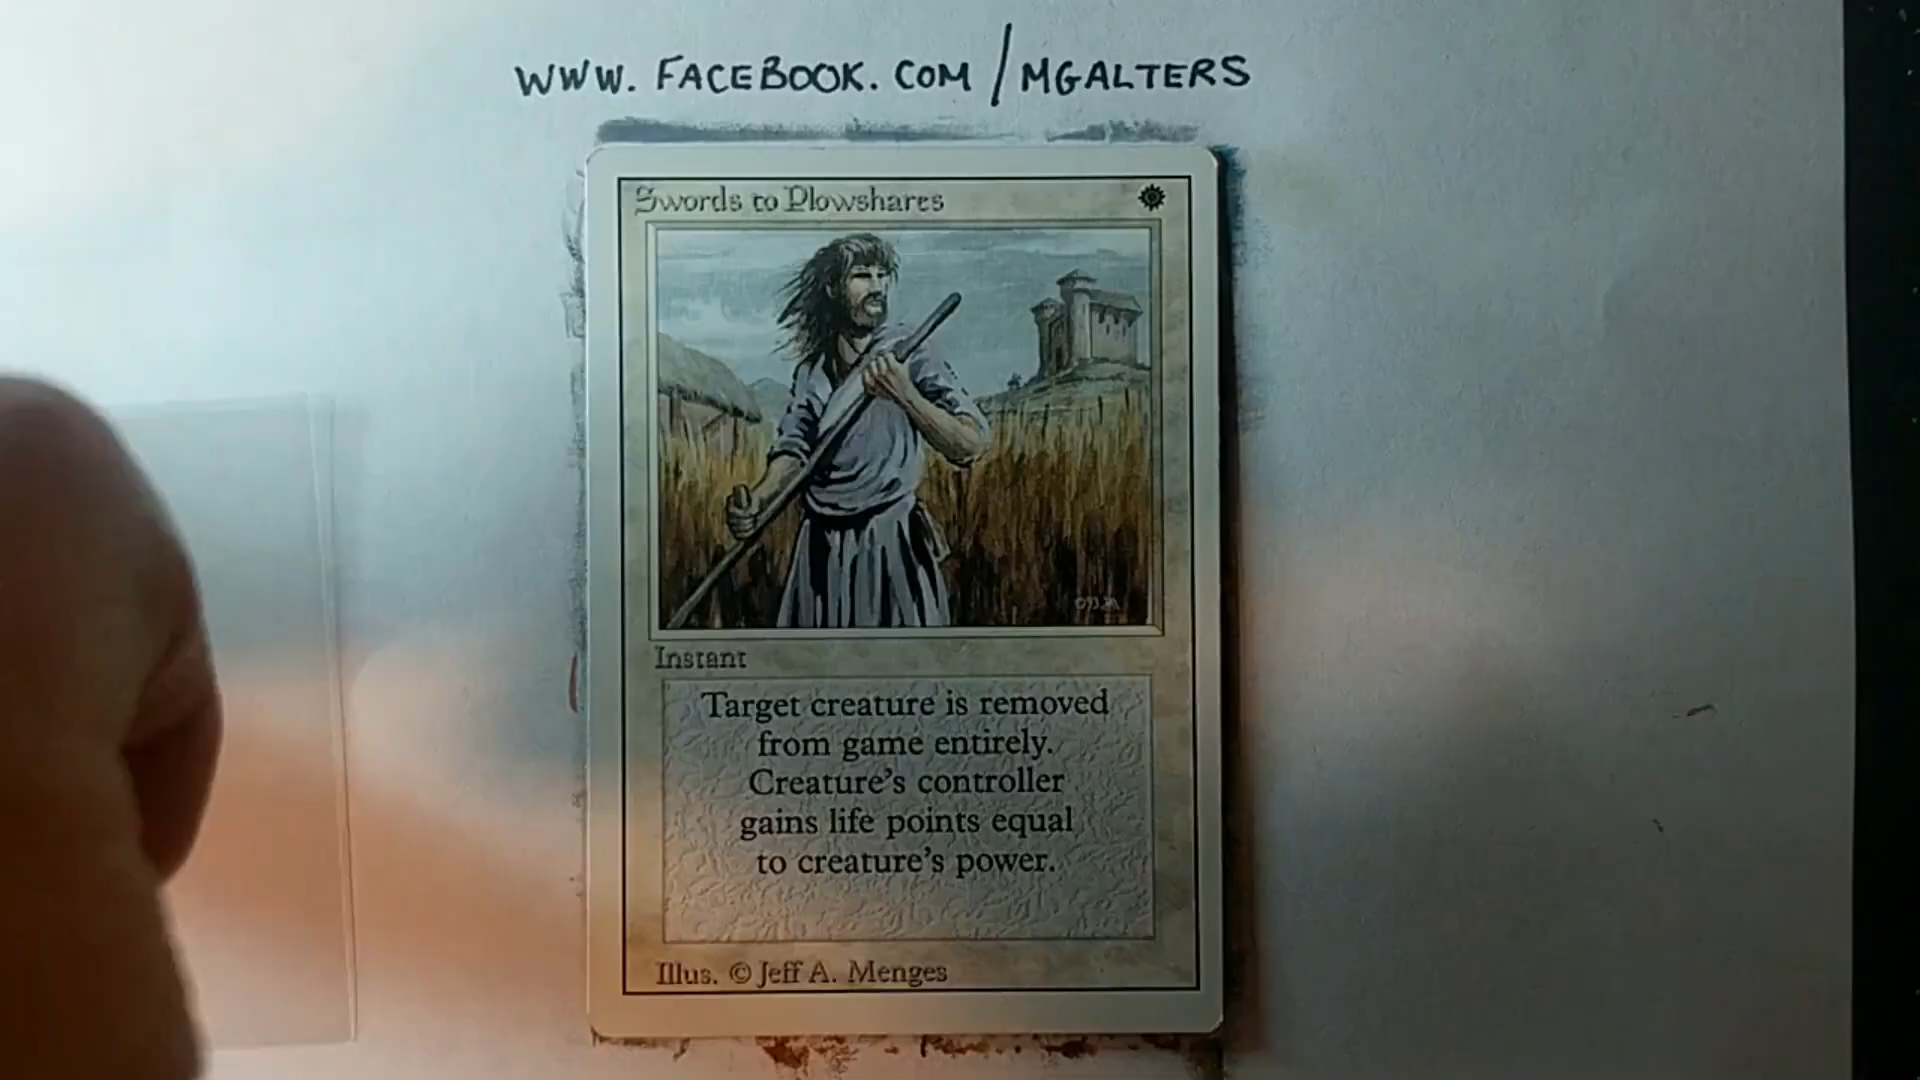 WWW. FACEBOOK. COM / MGALTERS
Swords to Plowshares
Instant
Target creature is removed
from game entirely.
Creature's controller
gains life points equal
to creature's power.
Illus. © Jeff A. Menges